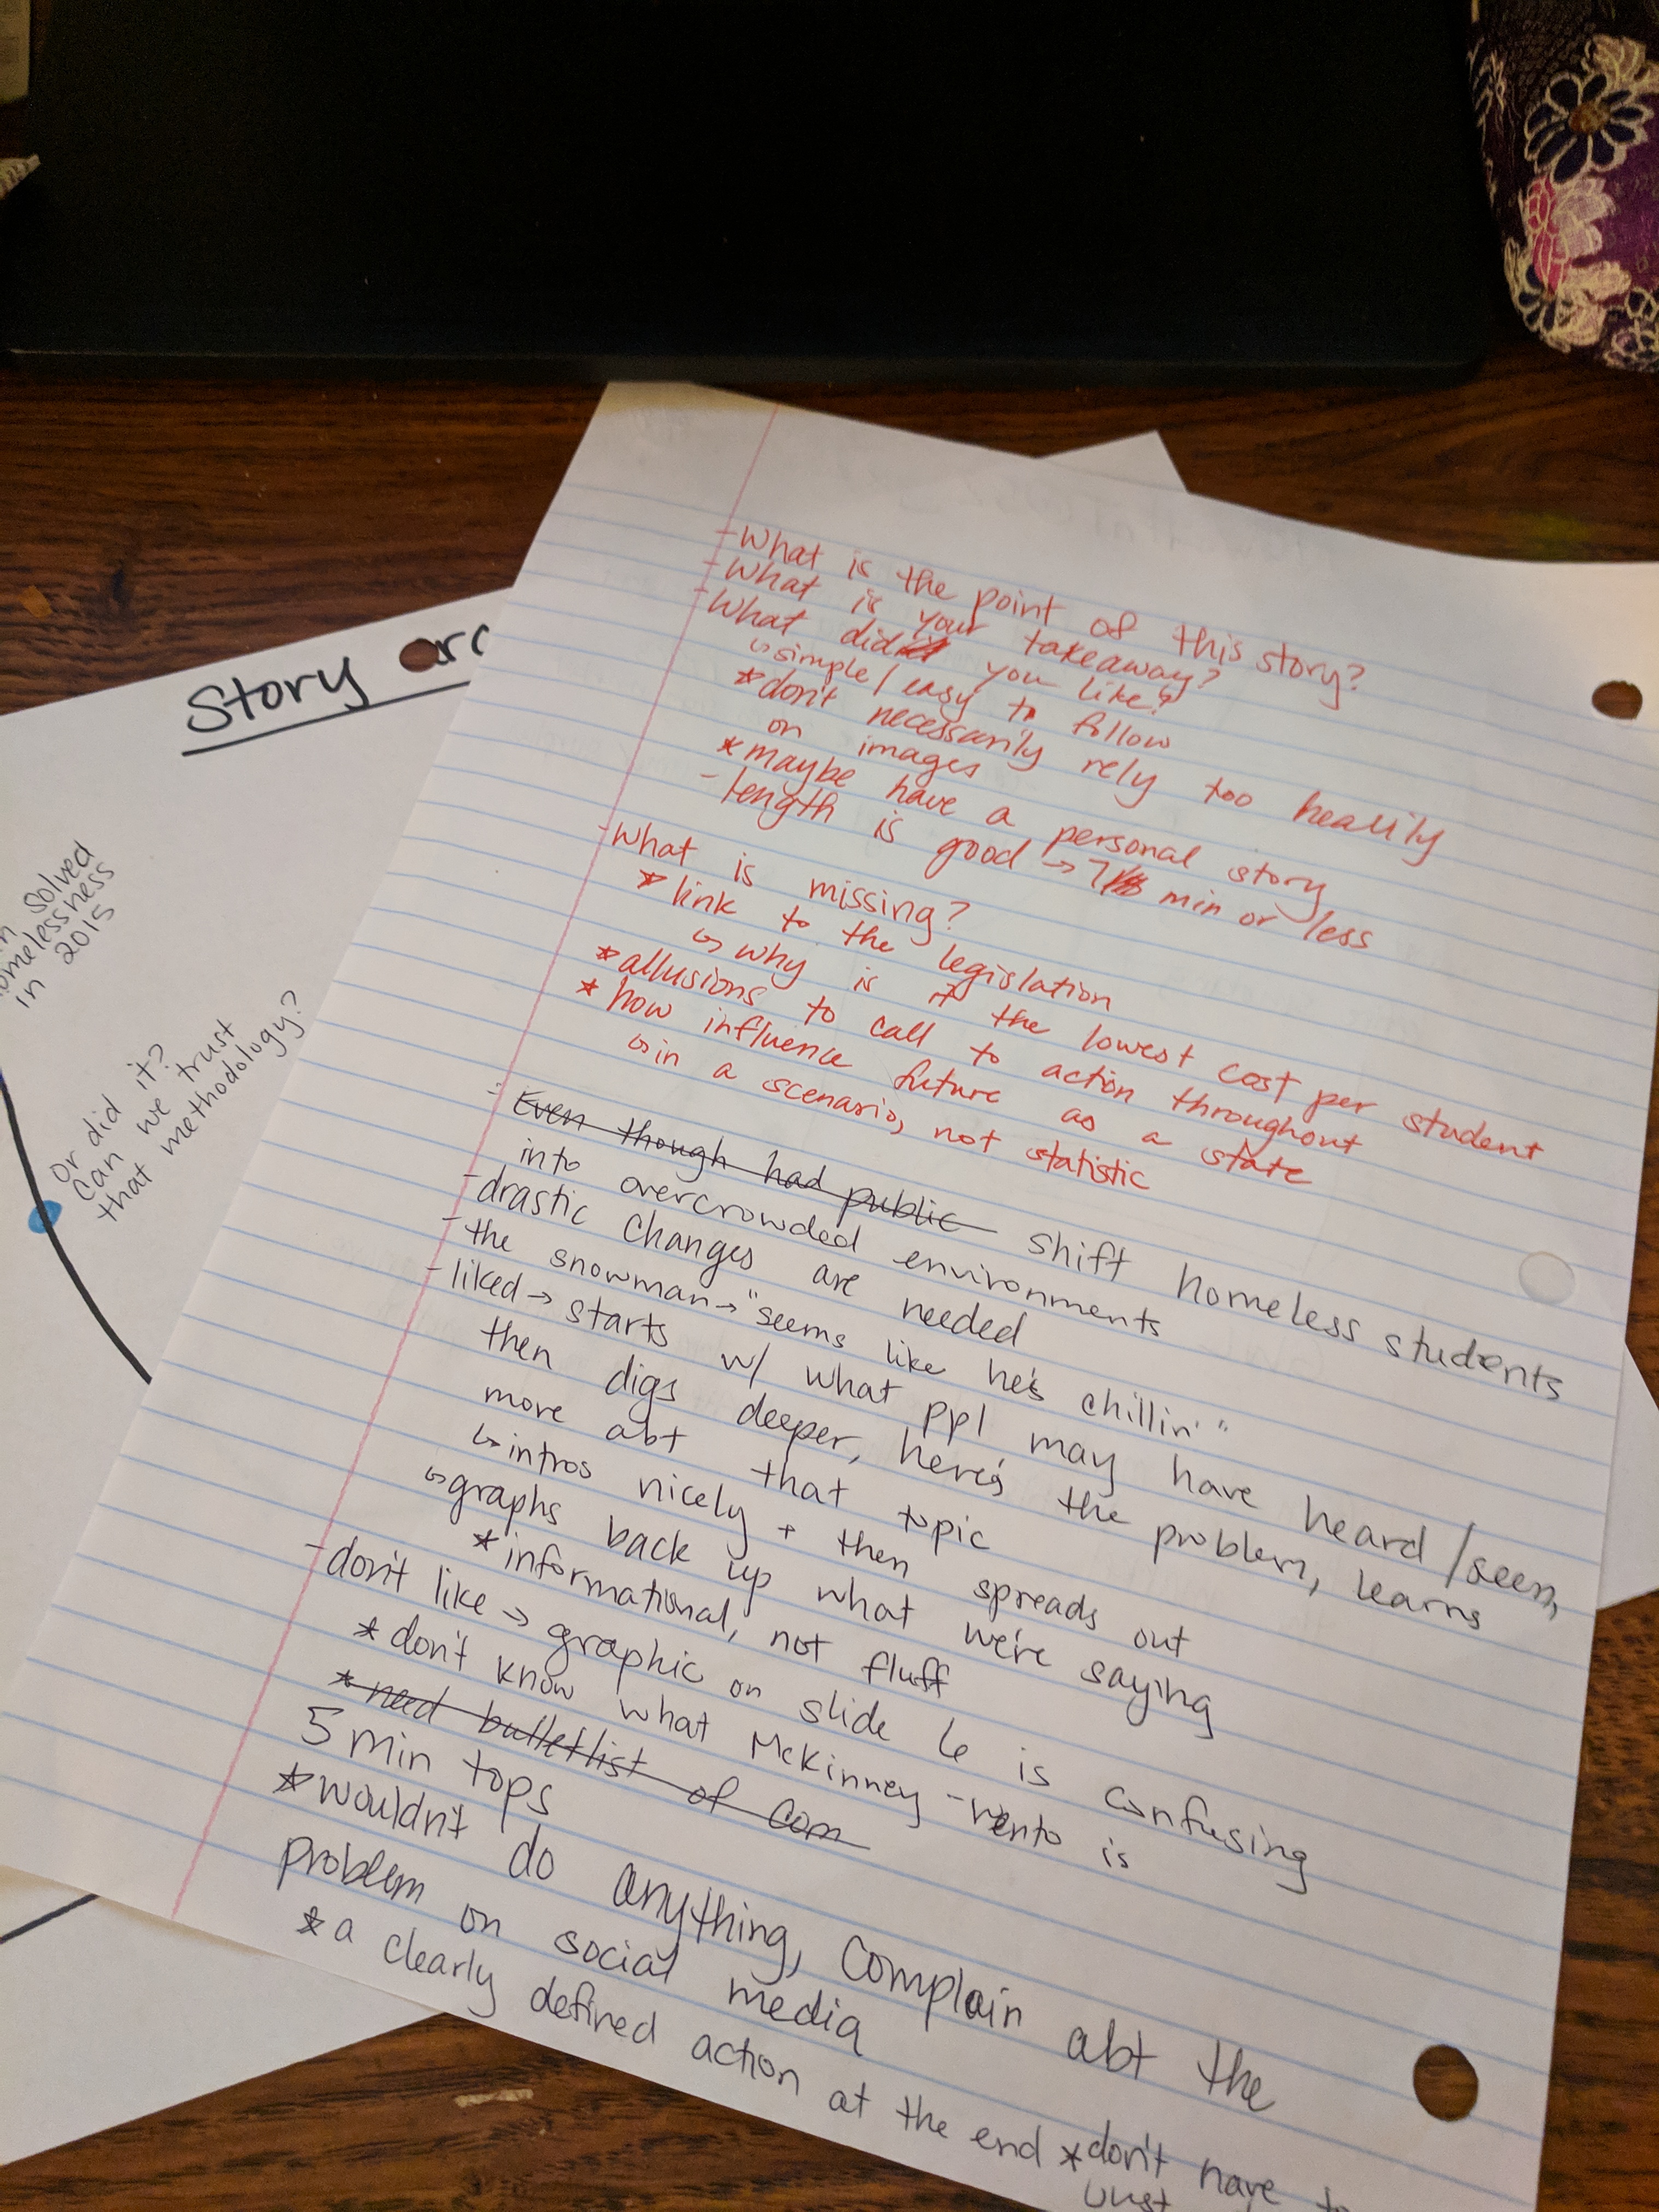 Story arc
solved
homelessness
in 2015
Or did it?
Can we trust
that methodology?
-What is the point of this story?
-What is your takeaway?
-What did you like?
↳simple/easy to follow
*don't necessarily rely too heavily
on images
*maybe have a personal story
-length is good → 7 min or less
-What is missing?
*link to the legislation
↳ why is it the lowest cost per student
*allusions to call to action throughout
*how influence future as a state
↳in a scenario, not statistic
- Even though had public shift homeless students
into overcrowded environments
-drastic changes are needed
-the snowman→"seems like he's chillin'"
-liked→ starts w/ what ppl may have heard/seen,
then digs deeper, here's the problem, learns
more abt that topic
↳intros nicely + then spreads out
↳graphs back up what we're saying
*informational, not fluff
-don't like → graphic on slide 6 is confusing
*don't know what McKinney-Vento is
*need bulletlist of com
5 min tops
*wouldn't do anything, complain abt the
problem on social media
*a clearly defined action at the end *don't have to